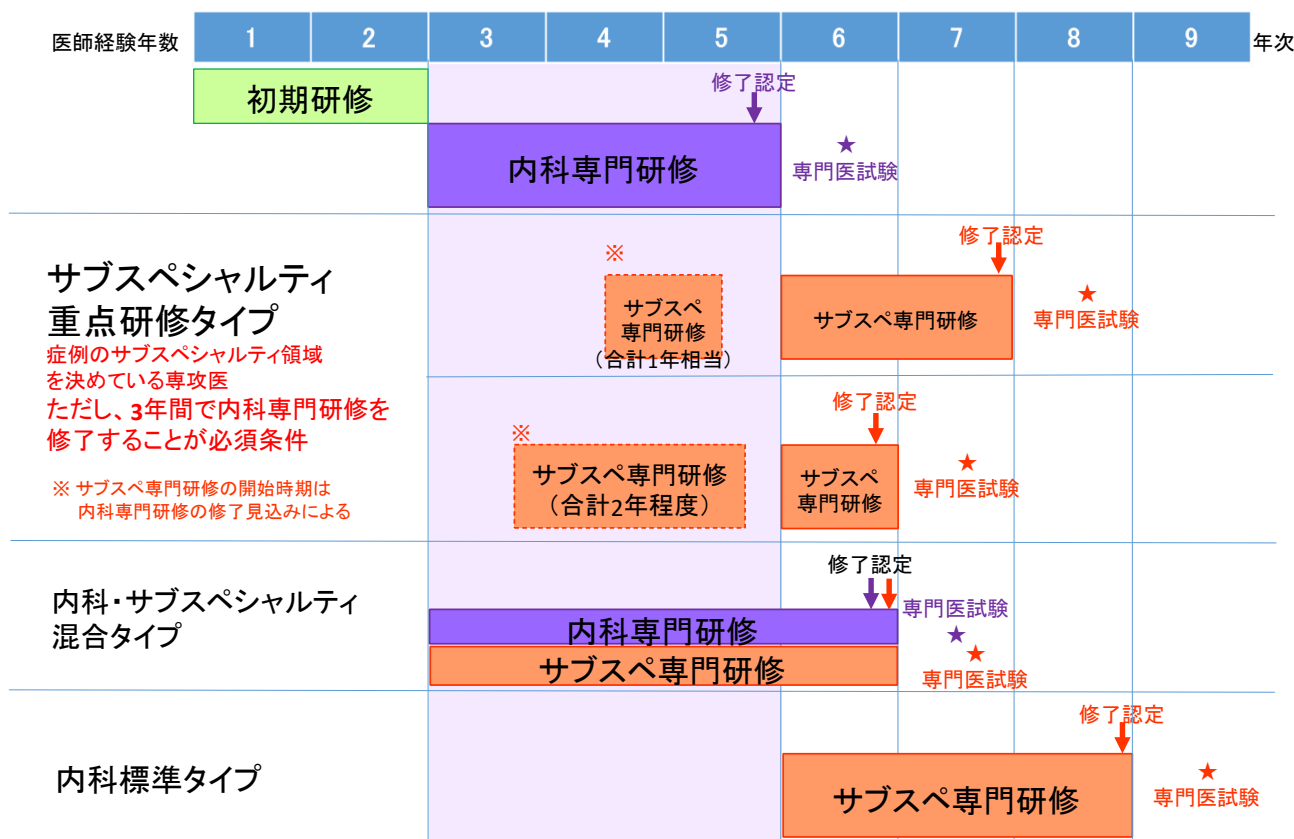 医師経験年数 1 2 3 4 5 6 7 8 9 年次
初期研修
修了認定
内科専門研修
★
専門医試験
サブスペシャルティ
重点研修タイプ
症例のサブスペシャルティ領域
を決めている専攻医
ただし、3年間で内科専門研修を
修了することが必須条件
※ サブスペ専門研修の開始時期は
内科専門研修の修了見込みによる
※
サブスペ
専門研修
（合計1年相当）
修了認定
サブスペ専門研修
★
専門医試験
※
サブスペ専門研修
（合計2年程度）
修了認定
サブスペ
専門研修
★
専門医試験
内科・サブスペシャルティ
混合タイプ
修了認定
内科専門研修
サブスペ専門研修
専門医試験
★
★
専門医試験
内科標準タイプ
修了認定
サブスペ専門研修
★
専門医試験